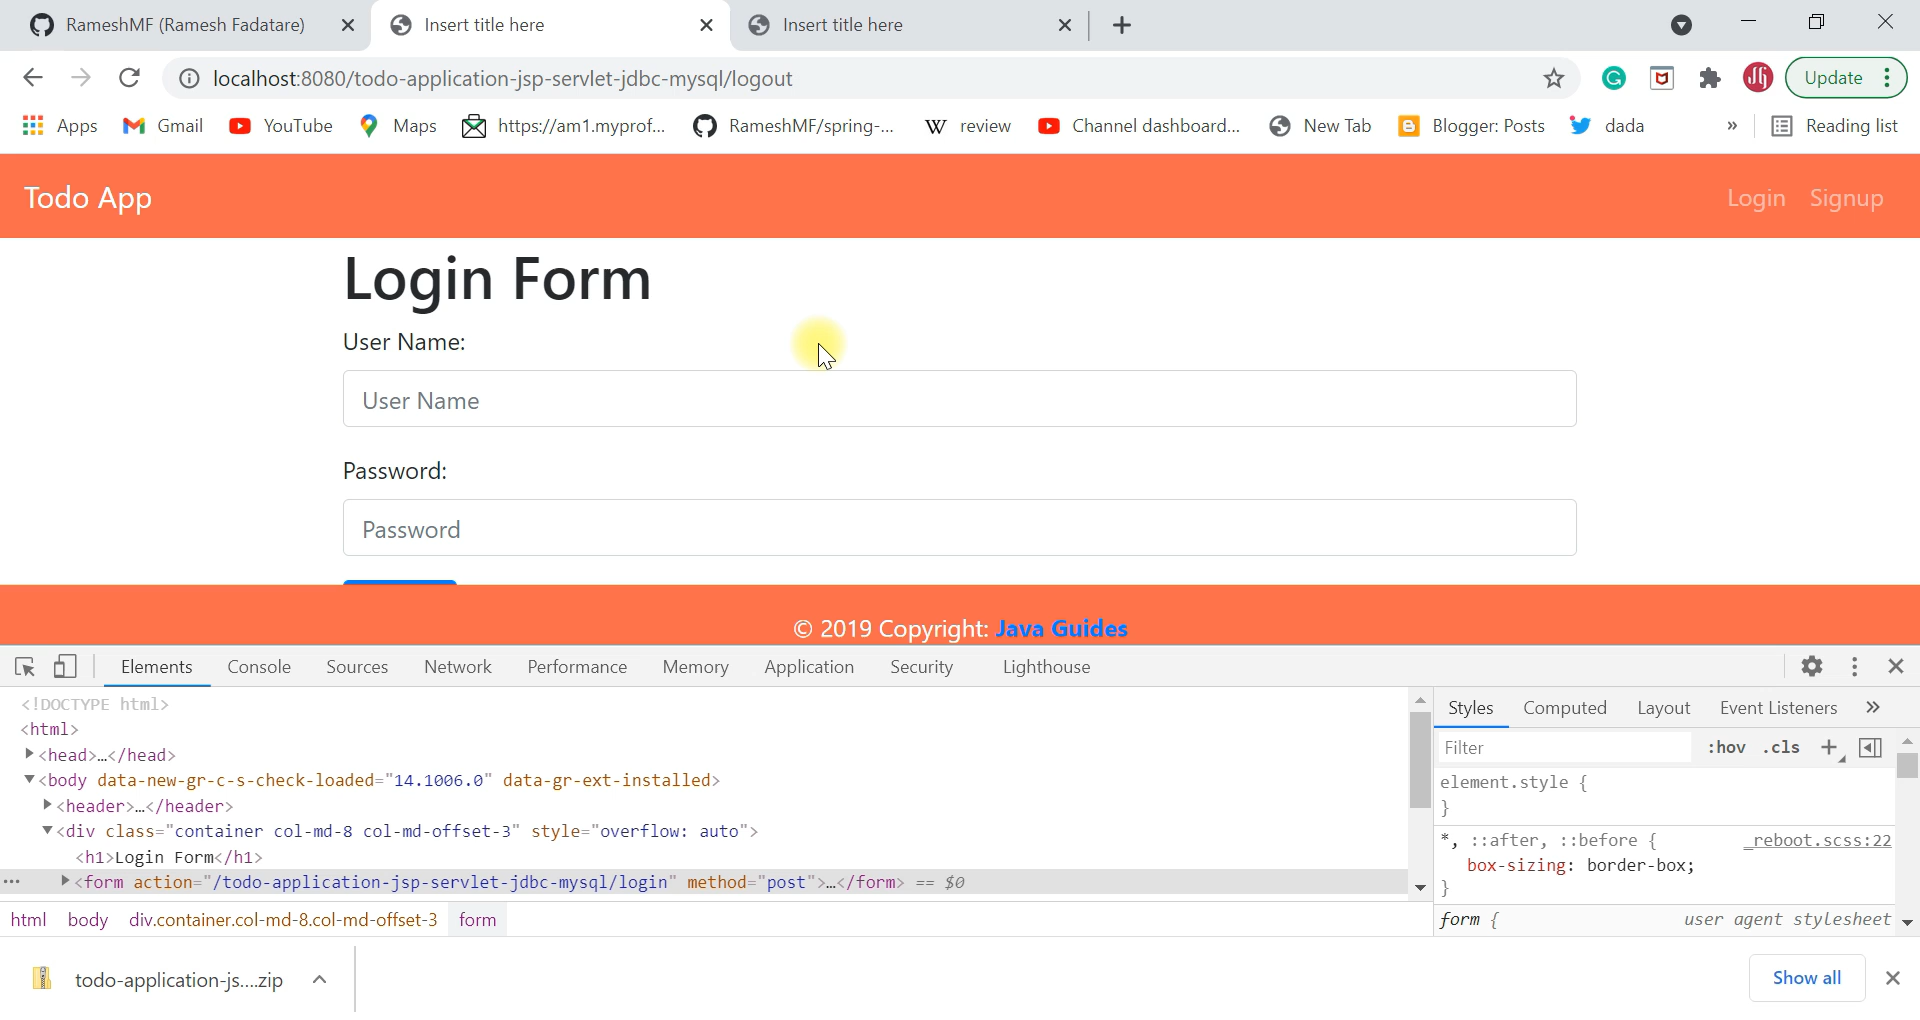 RameshMF (Ramesh Fadatare)
Insert title here
Insert title here
localhost:8080/todo-application-jsp-servlet-jdbc-mysql/logout
Update
Apps
Gmail
YouTube
Maps
https://am1.myprof...
RameshMF/spring-...
W review
Channel dashboard...
New Tab
Blogger: Posts
dada
»
Reading list
Todo App
Login Signup
Login Form
User Name:
User Name
Password:
Password
© 2019 Copyright: Java Guides
Elements Console Sources Network Performance Memory Application Security Lighthouse
<!DOCTYPE html>
<html>
<head>…</head>
<body data-new-gr-c-s-check-loaded="14.1006.0" data-gr-ext-installed>
<header>…</header>
<div class="container col-md-8 col-md-offset-3" style="overflow: auto">
<h1>Login Form</h1>
<form action="/todo-application-jsp-servlet-jdbc-mysql/login" method="post">…</form> == $0
html body div.container.col-md-8.col-md-offset-3 form
Styles Computed Layout Event Listeners »
Filter :hov .cls +
element.style {
}
*, ::after, ::before { _reboot.scss:22
box-sizing: border-box;
}
form { user agent stylesheet
todo-application-js....zip
Show all